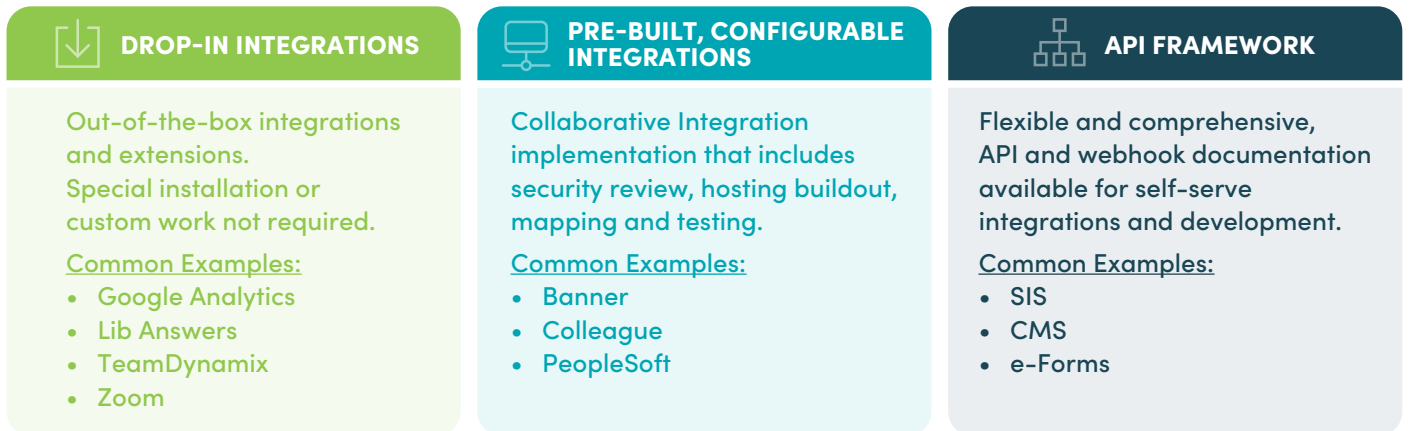 DROP-IN INTEGRATIONS
Out-of-the-box integrations
and extensions.
Special installation or
custom work not required.
Common Examples:
• Google Analytics
• Lib Answers
• TeamDynamix
• Zoom
PRE-BUILT, CONFIGURABLE
INTEGRATIONS
Collaborative Integration
implementation that includes
security review, hosting buildout,
mapping and testing.
Common Examples:
• Banner
• Colleague
• PeopleSoft
API FRAMEWORK
Flexible and comprehensive,
API and webhook documentation
available for self-serve
integrations and development.
Common Examples:
• SIS
• CMS
• e-Forms